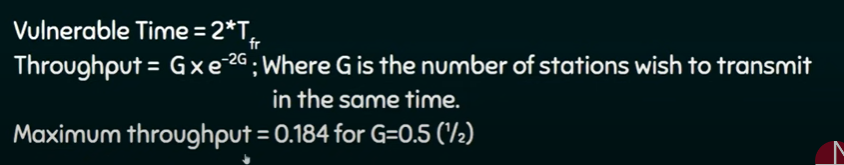 Vulnerable Time = 2*Tfr
Throughput = G x e⁻²ᴳ ; Where G is the number of stations wish to transmit
in the same time.
Maximum throughput = 0.184 for G=0.5 (½)
N